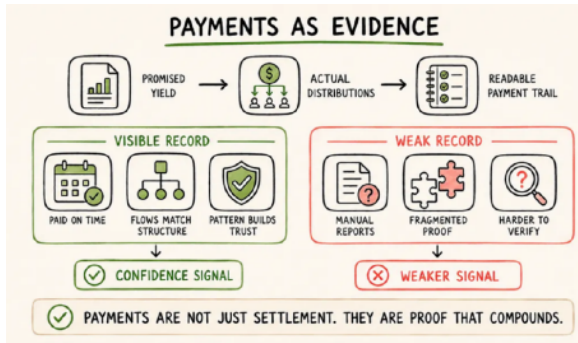 PAYMENTS AS EVIDENCE
PROMISED
YIELD
$
ACTUAL
DISTRIBUTIONS
READABLE
PAYMENT TRAIL
VISIBLE RECORD
PAID ON TIME
FLOWS MATCH
STRUCTURE
PATTERN BUILDS
TRUST
CONFIDENCE SIGNAL
WEAK RECORD
?
MANUAL
REPORTS
FRAGMENTED
PROOF
?
HARDER TO
VERIFY
WEAKER SIGNAL
PAYMENTS ARE NOT JUST SETTLEMENT. THEY ARE PROOF THAT COMPOUNDS.